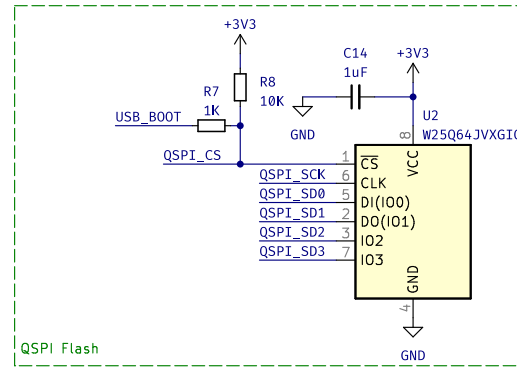 +3V3
C14
1uF
+3V3
R7
1K
R8
10K
USB_BOOT
GND
U2
W25Q64JVXGIQ
8
VCC
QSPI_CS
1
CS
QSPI_SCK
6
CLK
QSPI_SD0
5
DI(IO0)
QSPI_SD1
2
DO(IO1)
QSPI_SD2
3
IO2
QSPI_SD3
7
IO3
GND
4
GND
QSPI Flash